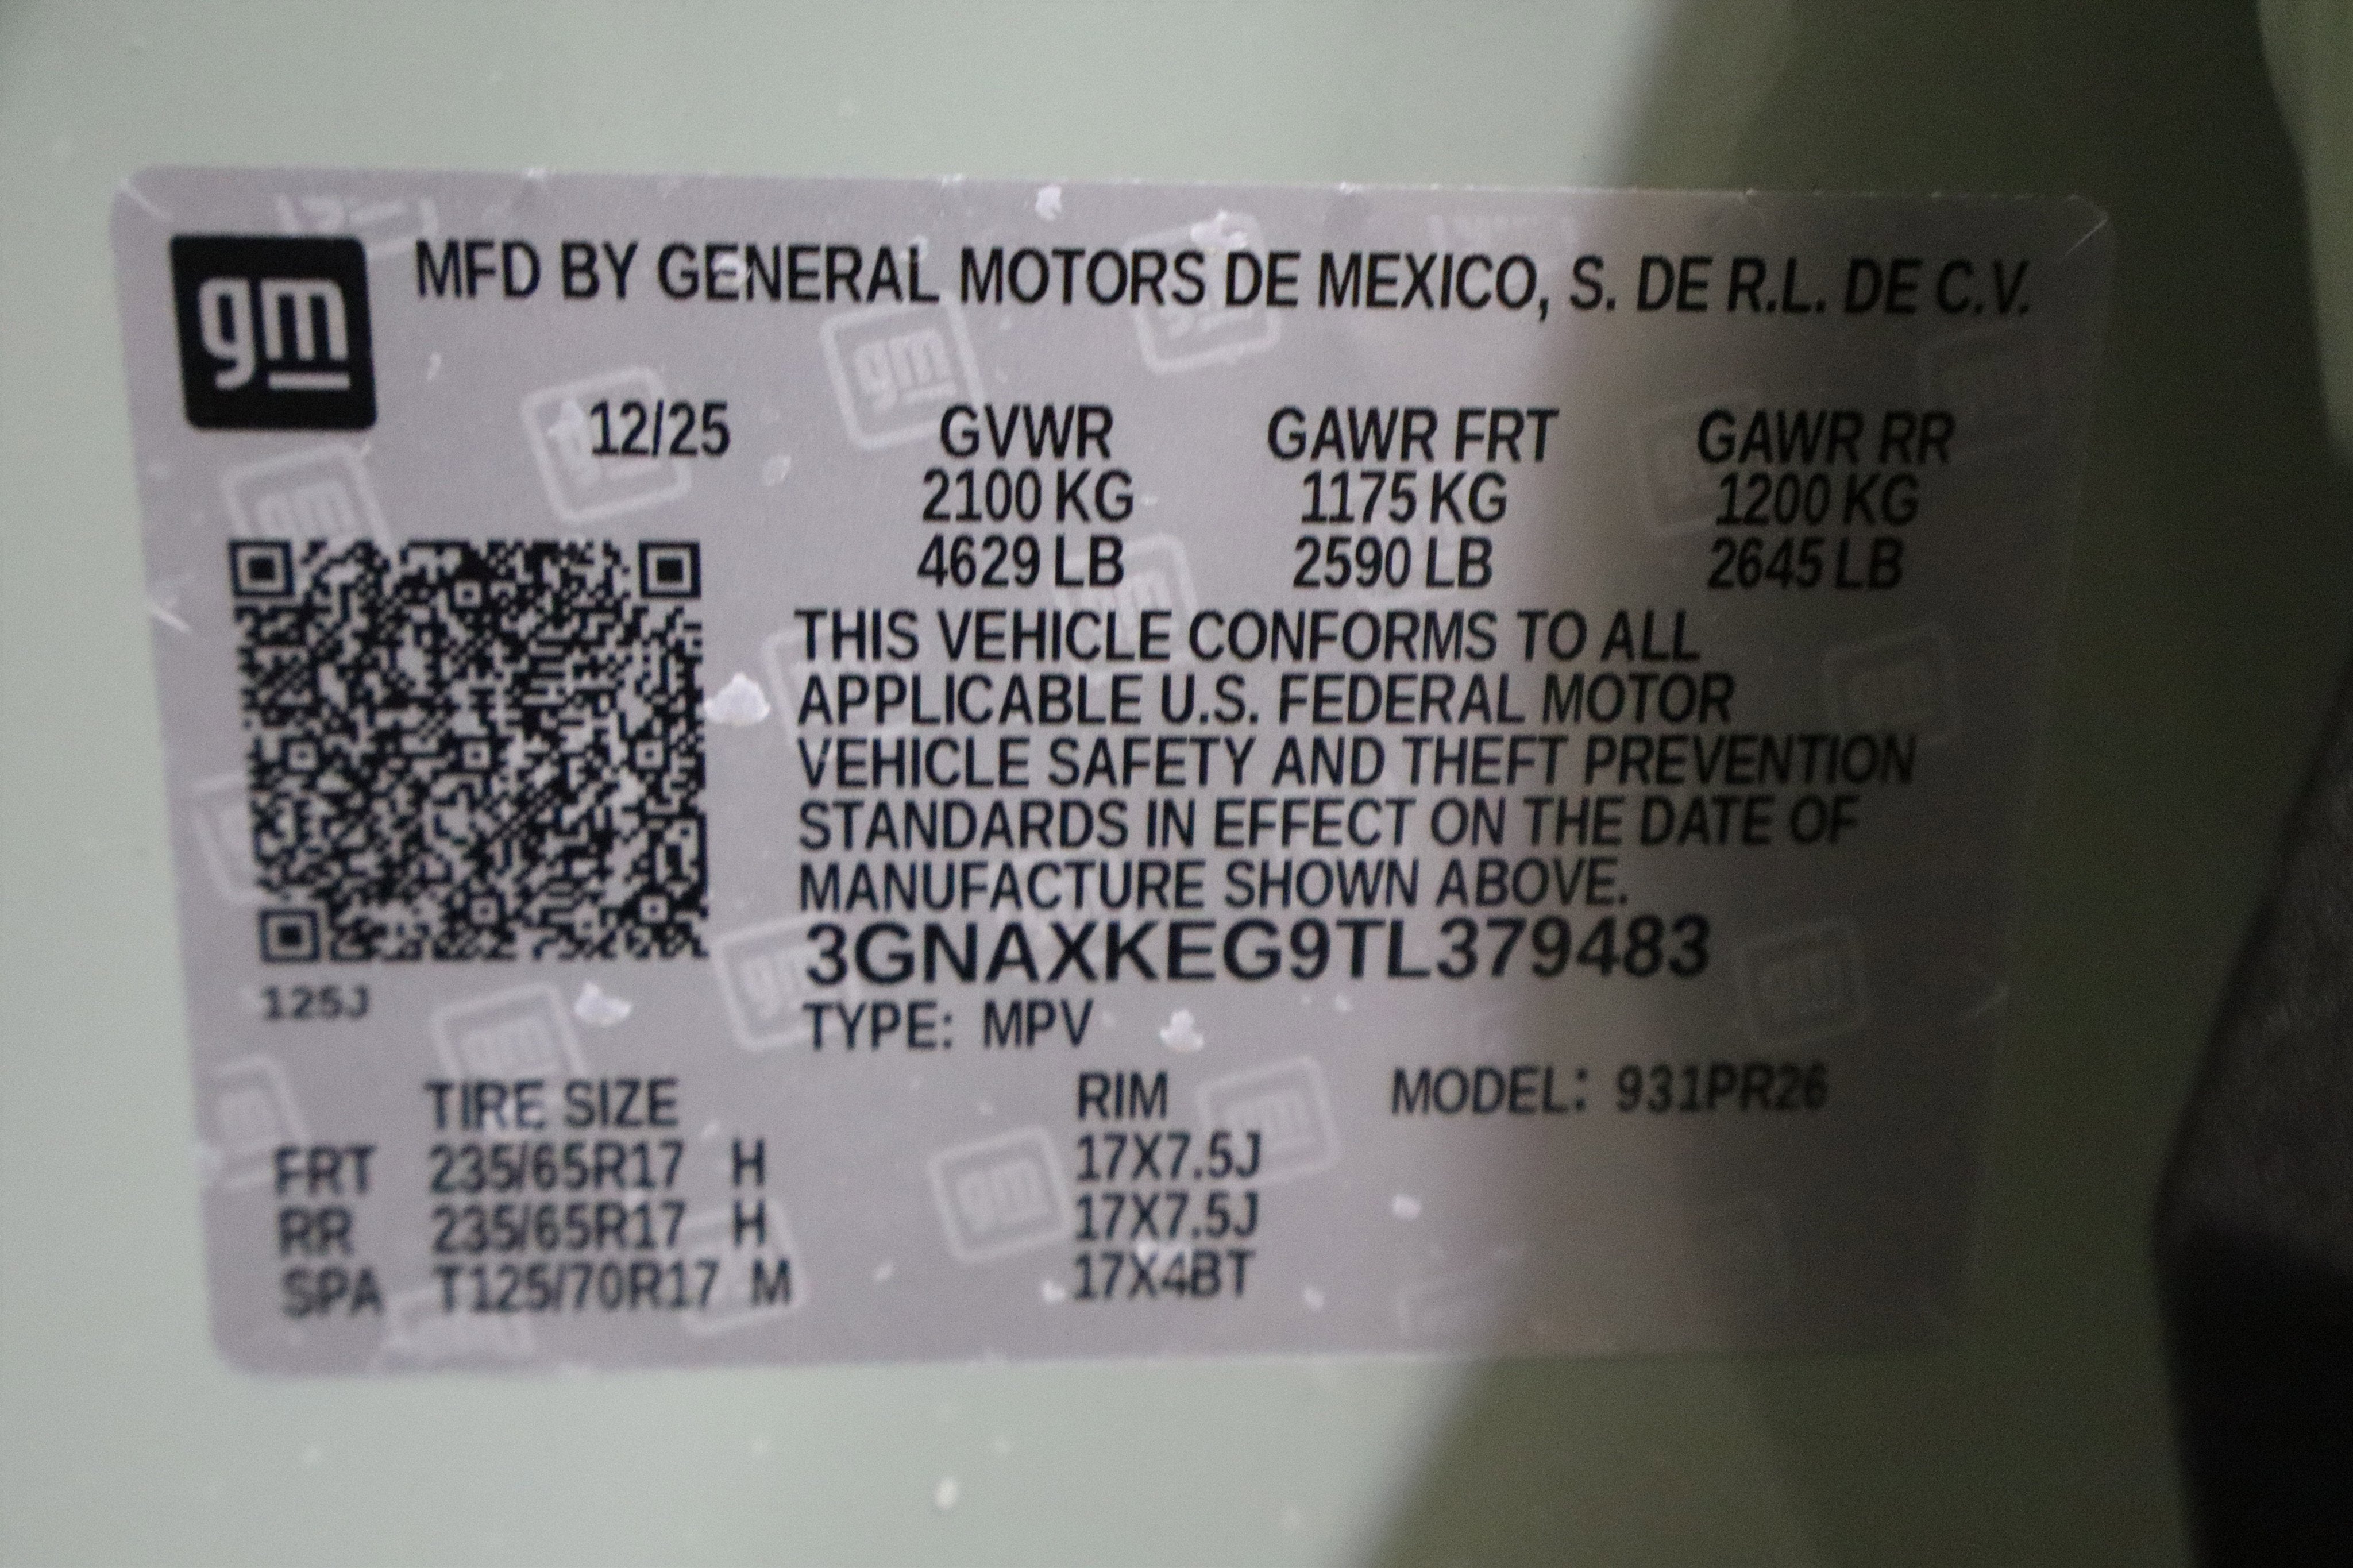 gm MFD BY GENERAL MOTORS DE MEXICO, S. DE R.L. DE C.V.
12/25 GVWR GAWR FRT GAWR RR
2100 KG 1175 KG 1200 KG
4629 LB 2590 LB 2645 LB
THIS VEHICLE CONFORMS TO ALL
APPLICABLE U.S. FEDERAL MOTOR
VEHICLE SAFETY AND THEFT PREVENTION
STANDARDS IN EFFECT ON THE DATE OF
MANUFACTURE SHOWN ABOVE.
3GNAXKEG9TL379483
125J
TYPE: MPV
TIRE SIZE RIM MODEL: 931PR26
FRT 235/65R17 H 17X7.5J
RR 235/65R17 H 17X7.5J
SPA T125/70R17 M 17X4BT